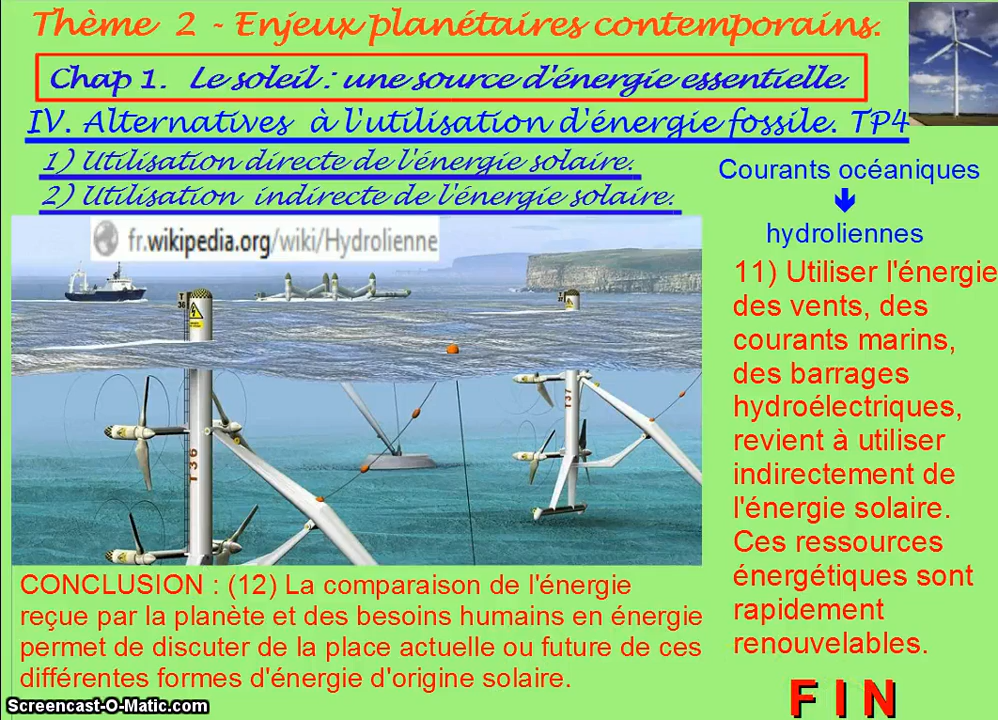 Thème 2 - Enjeux planétaires contemporains.
Chap 1. Le soleil : une source d'énergie essentielle.
IV. Alternatives à l'utilisation d'énergie fossile. TP4
1) Utilisation directe de l'énergie solaire.
2) Utilisation indirecte de l'énergie solaire.
fr.wikipedia.org/wiki/Hydrolienne
T 36
T 36
T 37
Courants océaniques
hydroliennes
11) Utiliser l'énergie
des vents, des
courants marins,
des barrages
hydroélectriques,
revient à utiliser
indirectement de
l'énergie solaire.
Ces ressources
énergétiques sont
rapidement
renouvelables.
CONCLUSION : (12) La comparaison de l'énergie
reçue par la planète et des besoins humains en énergie
permet de discuter de la place actuelle ou future de ces
différentes formes d'énergie d'origine solaire.
F I N
Screencast-O-Matic.com